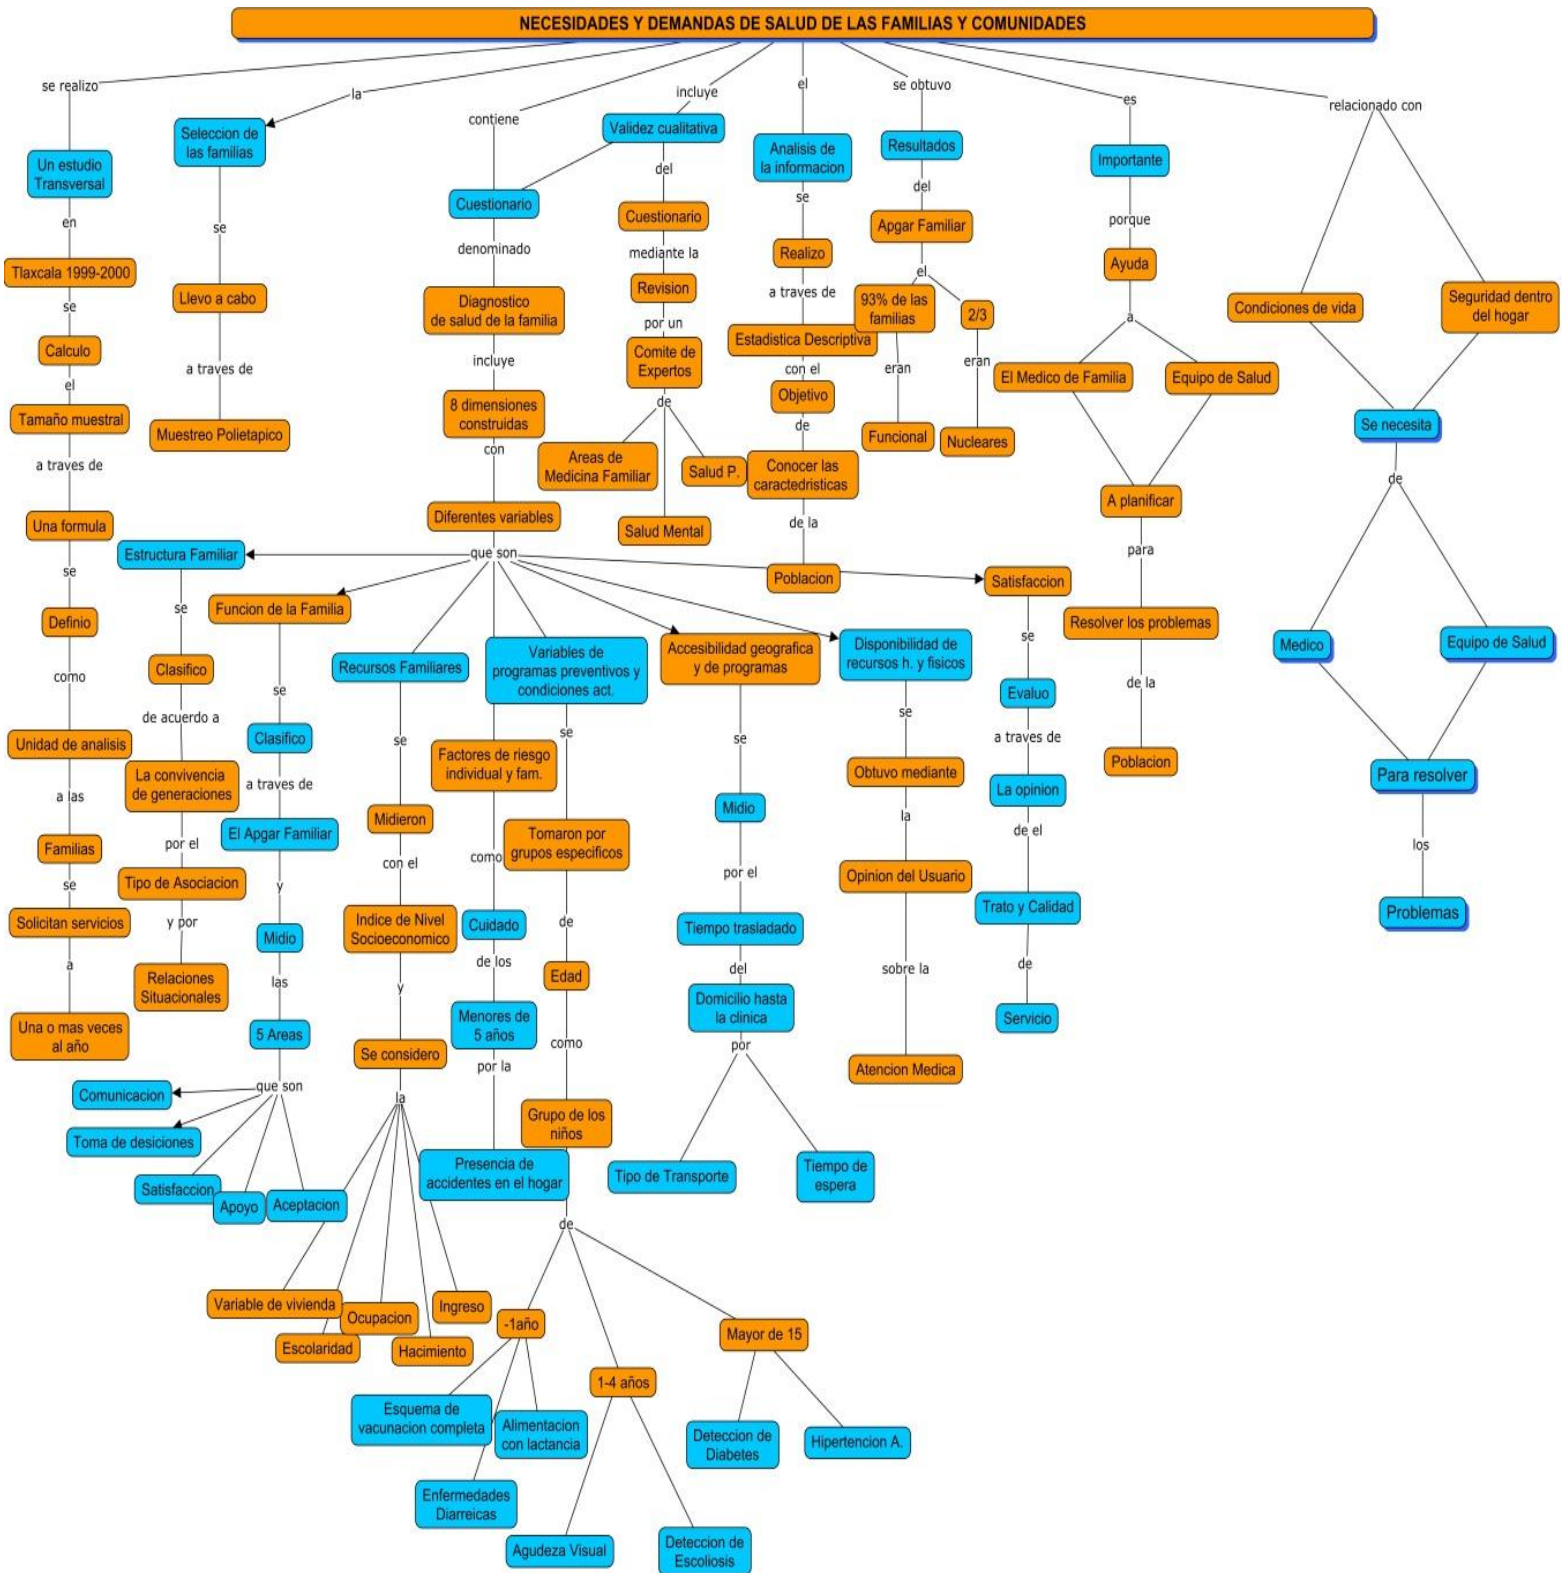 NECESIDADES Y DEMANDAS DE SALUD DE LAS FAMILIAS Y COMUNIDADES
se realizo
Un estudio
Transversal
en
Tlaxcala 1999-2000
se
Calculo
el
Tamaño muestral
a traves de
Una formula
se
Definio
como
Unidad de analisis
a las
Familias
se
Solicitan servicios
a
Una o mas veces
al año
la
Seleccion de
las familias
se
Llevo a cabo
a traves de
Muestreo Polietapico
contiene
Cuestionario
denominado
Diagnostico
de salud de la familia
incluye
8 dimensiones
construidas
con
Diferentes variables
que son
Estructura Familiar
se
Clasifico
de acuerdo a
La convivencia
de generaciones
por el
Tipo de Asociacion
y por
Relaciones
Situacionales
Funcion de la Familia
se
Clasifico
a traves de
El Apgar Familiar
y
Midio
las
5 Areas
que son
Comunicacion
Toma de desiciones
Satisfaccion
Apoyo
Aceptacion
Recursos Familiares
se
Midieron
con el
Indice de Nivel
Socioeconomico
y
Se considero
la
Variable de vivienda
Escolaridad
Ocupacion
Hacimiento
Ingreso
Factores de riesgo
individual y fam.
como
Cuidado
de los
Menores de
5 años
por la
Presencia de
accidentes en el hogar
Variables de
programas preventivos y
condiciones act.
se
Tomaron por
grupos especificos
de
Edad
como
Grupo de los
niños
de
-1año
Esquema de
vacunacion completa
Enfermedades
Diarreicas
Alimentacion
con lactancia
1-4 años
Agudeza Visual
Deteccion de
Escoliosis
Mayor de 15
Deteccion de
Diabetes
Hipertencion A.
Accesibilidad geografica
y de programas
se
Midio
por el
Tiempo trasladado
del
Domicilio hasta
la clinica
por
Tipo de Transporte
Tiempo de
espera
Disponibilidad de
recursos h. y fisicos
se
Obtuvo mediante
la
Opinion del Usuario
sobre la
Atencion Medica
Satisfaccion
se
Evaluo
a traves de
La opinion
de el
Trato y Calidad
de
Servicio
incluye
Validez cualitativa
del
Cuestionario
mediante la
Revision
por un
Comite de
Expertos
de
Areas de
Medicina Familiar
Salud Mental
Salud P.
el
Analisis de
la informacion
se
Realizo
a traves de
Estadistica Descriptiva
con el
Objetivo
de
Conocer las
caractedristicas
de la
Poblacion
se obtuvo
Resultados
del
Apgar Familiar
el
93% de las
familias
eran
Funcional
2/3
eran
Nucleares
es
Importante
porque
Ayuda
a
El Medico de Familia
Equipo de Salud
A planificar
para
Resolver los problemas
de la
Poblacion
relacionado con
Condiciones de vida
Seguridad dentro
del hogar
Se necesita
de
Medico
Equipo de Salud
Para resolver
los
Problemas